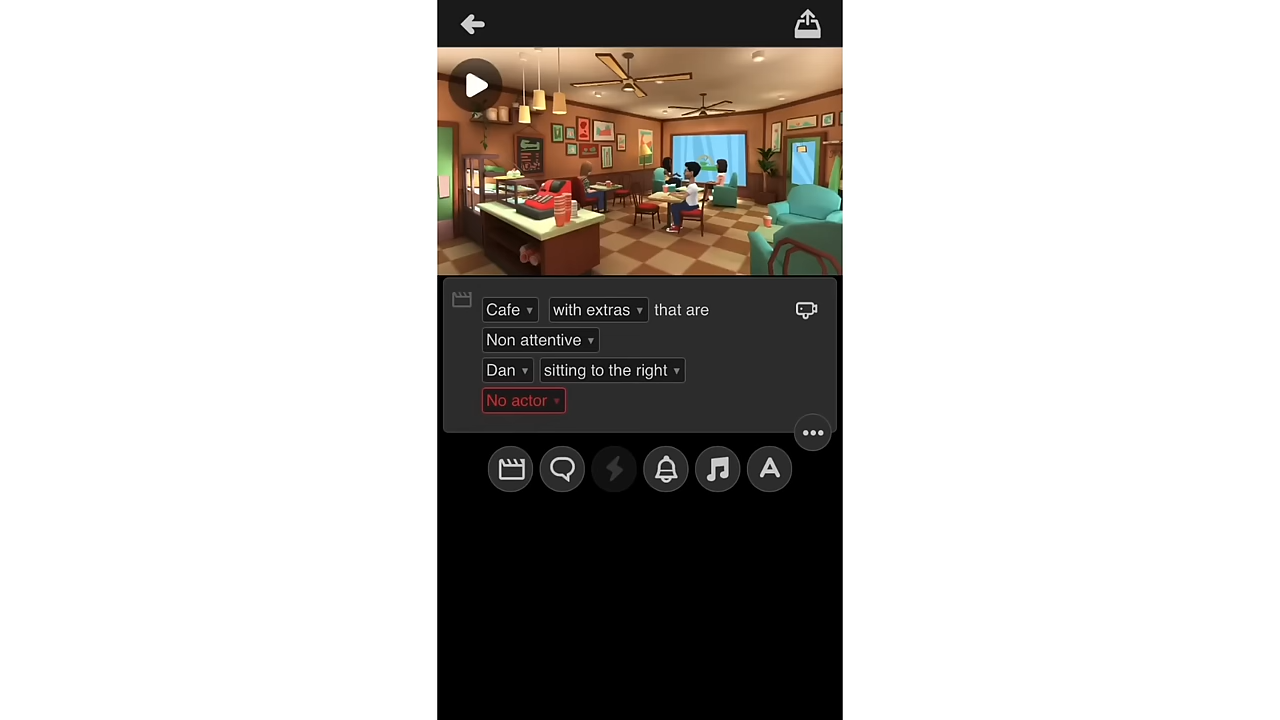 Cafe with extras that are
Non attentive
Dan sitting to the right
No actor
A